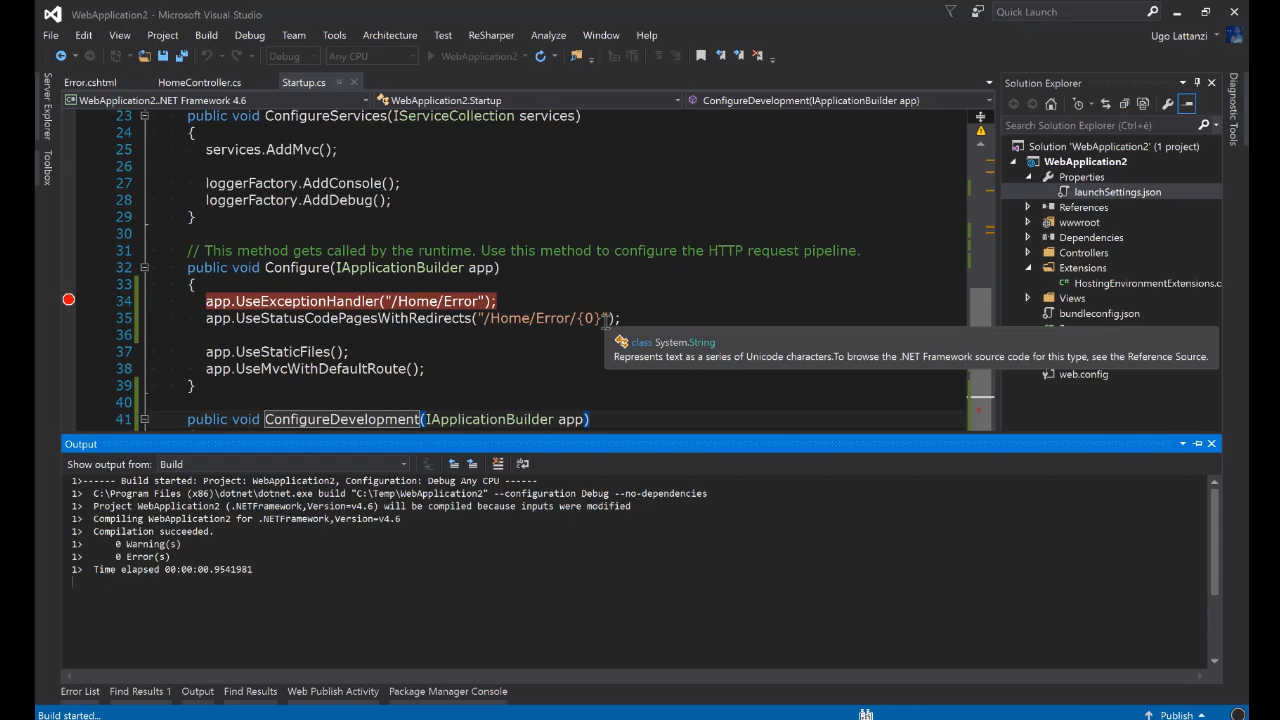 WebApplication2 - Microsoft Visual Studio
Quick Launch
File Edit View Project Build Debug Team Tools Architecture Test ReSharper Analyze Window Help
Ugo Lattanzi
Debug Any CPU WebApplication2
Error.cshtml HomeController.cs Startup.cs
WebApplication2..NET Framework 4.6 WebApplication2.Startup ConfigureDevelopment(IApplicationBuilder app)
Server Explorer
Toolbox
23 public void ConfigureServices(IServiceCollection services)
24 {
25 services.AddMvc();
26
27 loggerFactory.AddConsole();
28 loggerFactory.AddDebug();
29 }
30
31 // This method gets called by the runtime. Use this method to configure the HTTP request pipeline.
32 public void Configure(IApplicationBuilder app)
33 {
34 app.UseExceptionHandler("/Home/Error");
35 app.UseStatusCodePagesWithRedirects("/Home/Error/{0}");
36
class System.String
Represents text as a series of Unicode characters.To browse the .NET Framework source code for this type, see the Reference Source.
37 app.UseStaticFiles();
38 app.UseMvcWithDefaultRoute();
39 }
40
41 public void ConfigureDevelopment(IApplicationBuilder app)
Solution Explorer
Search Solution Explorer (Ctrl+è)
Solution 'WebApplication2' (1 project)
WebApplication2
Properties
launchSettings.json
References
wwwroot
Dependencies
Controllers
Extensions
HostingEnvironmentExtensions.c
Views
bundleconfig.json
web.config
Diagnostic Tools
Output
Show output from: Build
1>------ Build started: Project: WebApplication2, Configuration: Debug Any CPU ------
1> C:\Program Files (x86)\dotnet\dotnet.exe build "C:\Temp\WebApplication2" --configuration Debug --no-dependencies
1> Project WebApplication2 (.NETFramework,Version=v4.6) will be compiled because inputs were modified
1> Compiling WebApplication2 for .NETFramework,Version=v4.6
1> Compilation succeeded.
1> 0 Warning(s)
1> 0 Error(s)
1> Time elapsed 00:00:00.9541981
Error List Find Results 1 Output Find Results Web Publish Activity Package Manager Console
Build started... Publish